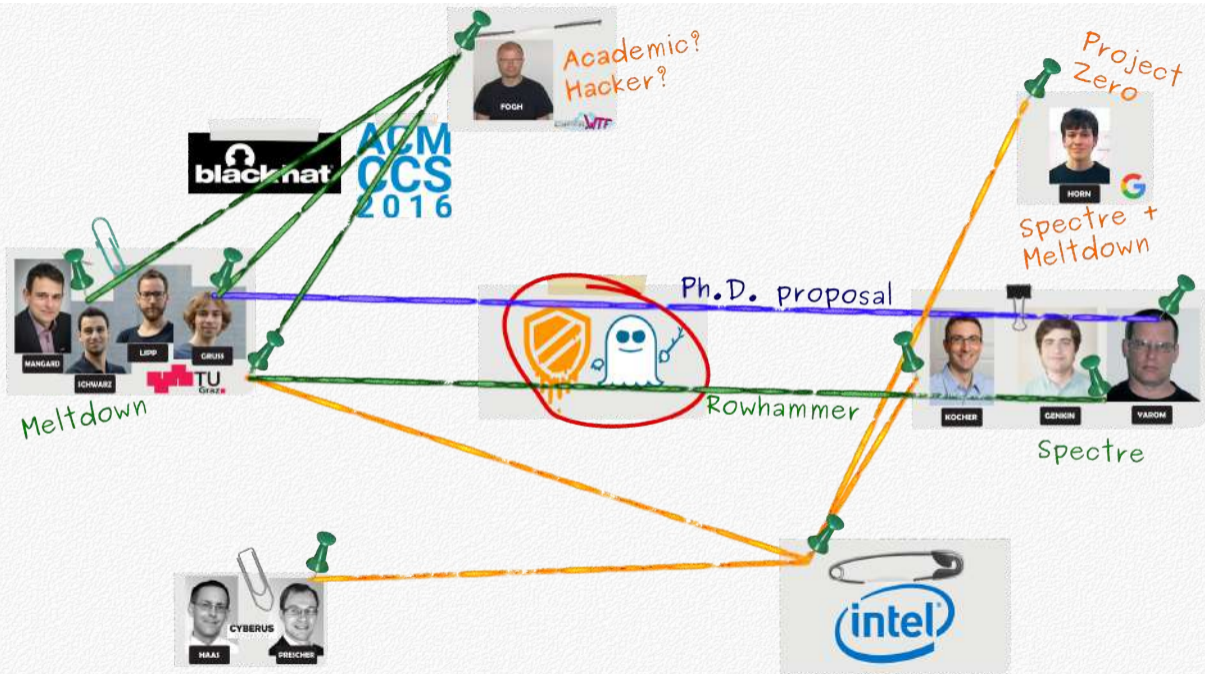 Academic?
Hacker?
FOGH
WTF
Project
Zero
HORN
G
Spectre +
Meltdown
blackhat
ACM
CCS
2016
MANGARD
SCHWARZ
LIPP
GRUSS
TU
Graz
Meltdown
Ph.D. proposal
Rowhammer
KOCHER
GENKIN
YAROM
Spectre
CYBERUS
HAAS
PRESCHER
intel